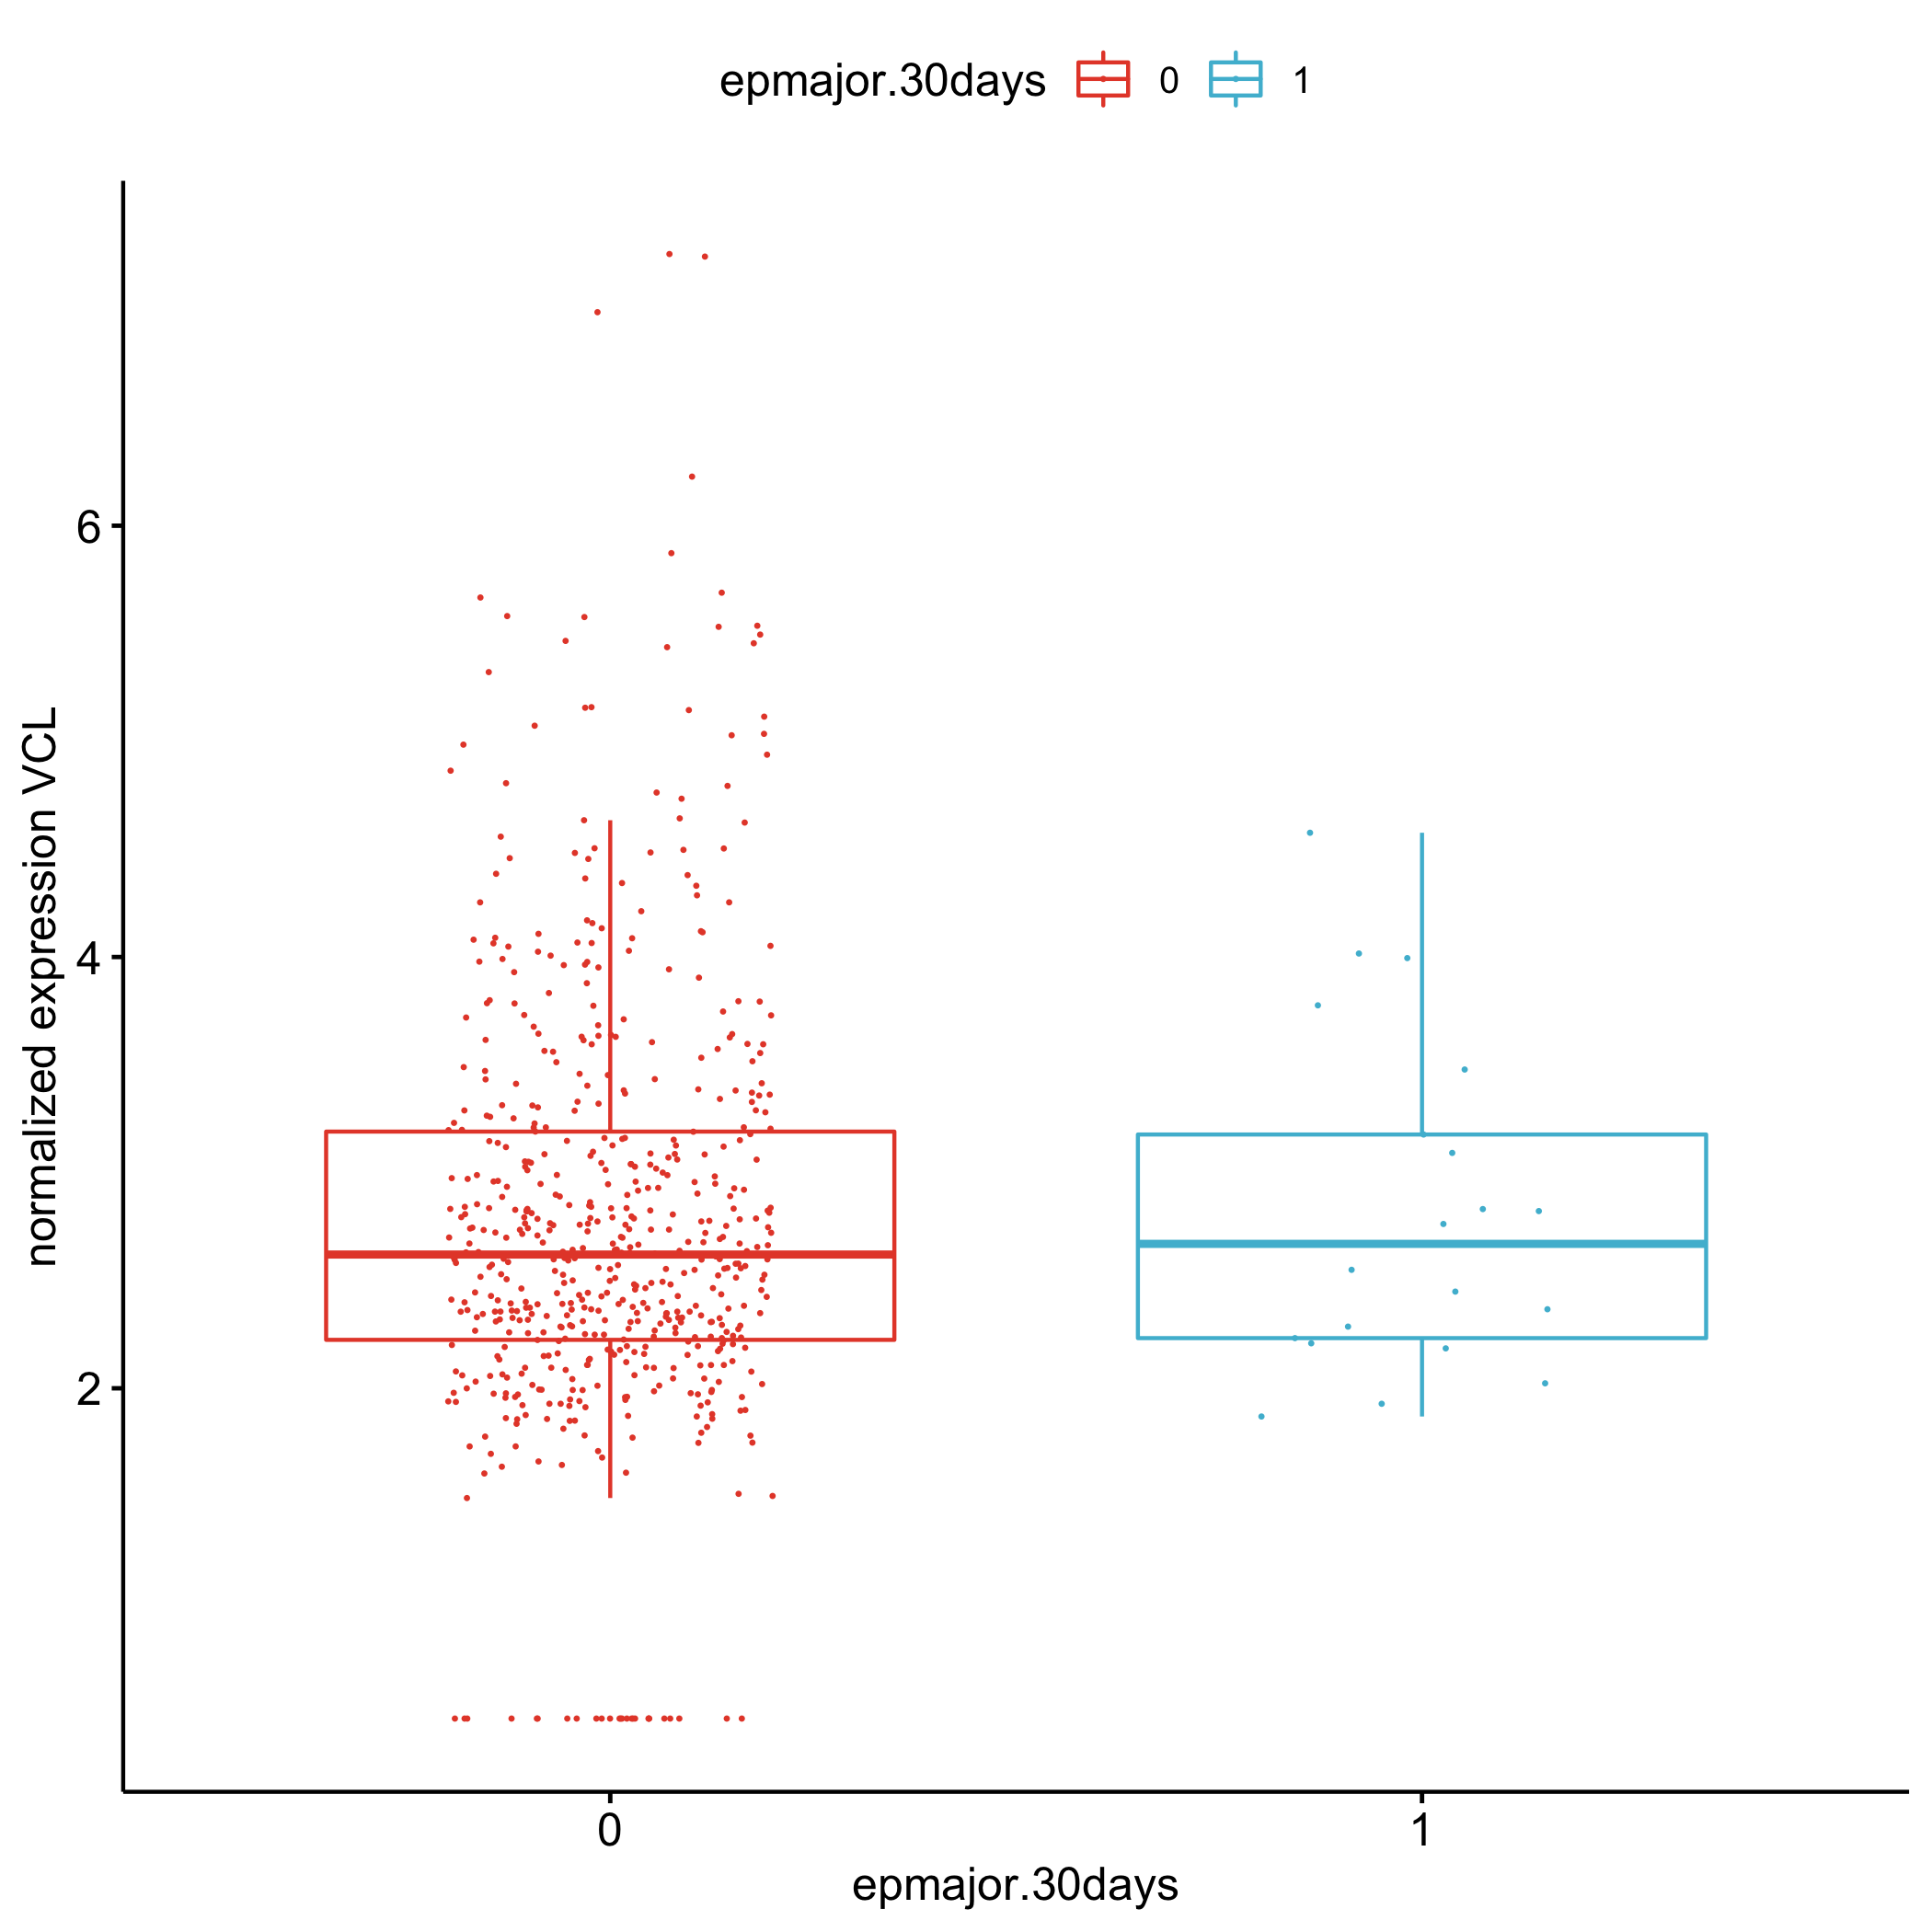 epmajor.30days 0 1
normalized expression VCL
6
4
2
0 1
epmajor.30days